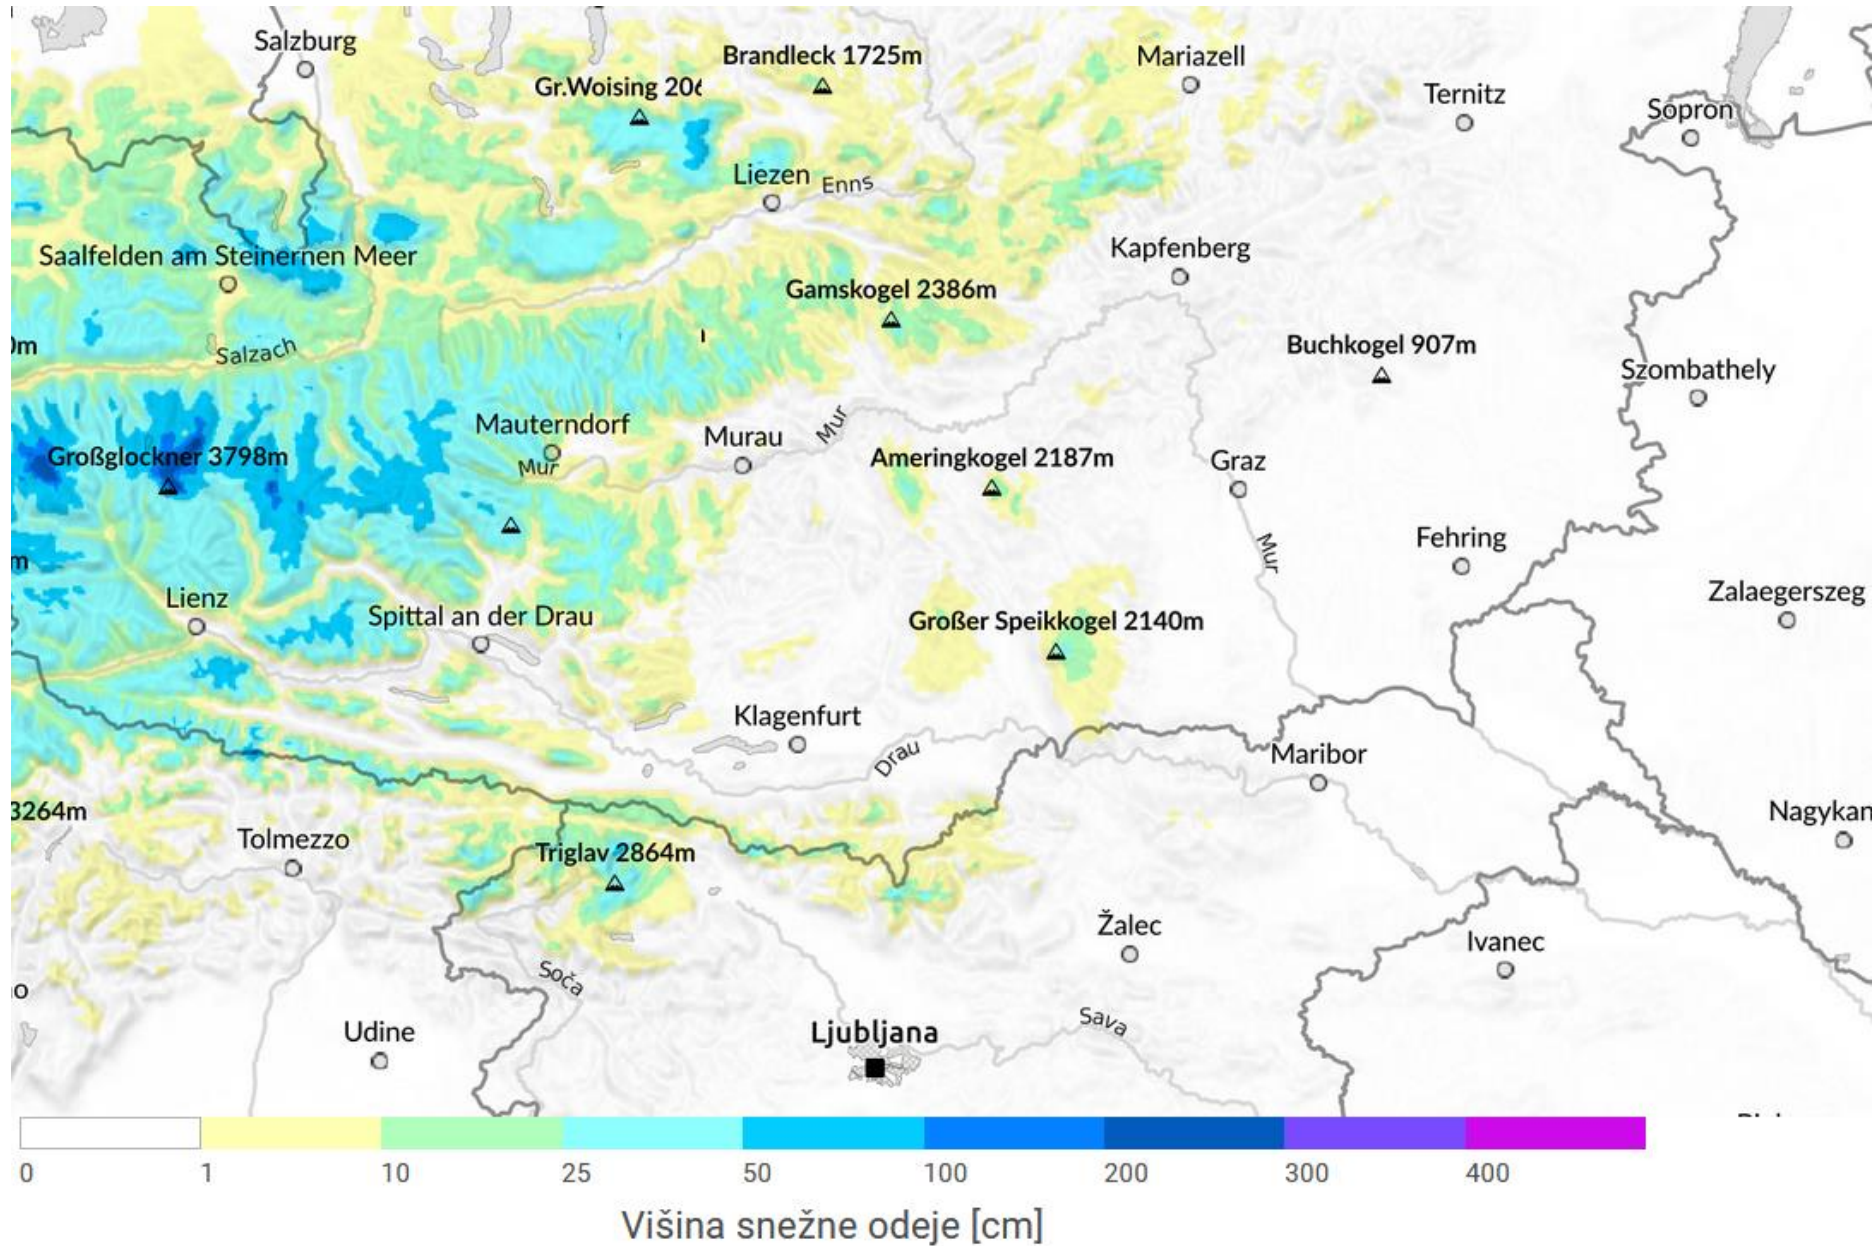 Salzburg
Brandleck 1725m
Mariazell
Gr.Woising 206
Ternitz
Sopron
Liezen
Enns
Saalfelden am Steinernen Meer
Kapfenberg
Gamskogel 2386m
0m
Salzach
Buchkogel 907m
Szombathely
Mauterndorf
Murau
Mur
Großglockner 3798m
Mur
Ameringkogel 2187m
Graz
Mur
Fehring
m
Lienz
Spittal an der Drau
Großer Speikkogel 2140m
Zalaegerszeg
Klagenfurt
Drau
Maribor
3264m
Nagykan
Tolmezzo
Triglav 2864m
Žalec
Ivanec
Soča
o
Udine
Ljubljana
Sava
0 1 10 25 50 100 200 300 400
Višina snežne odeje [cm]